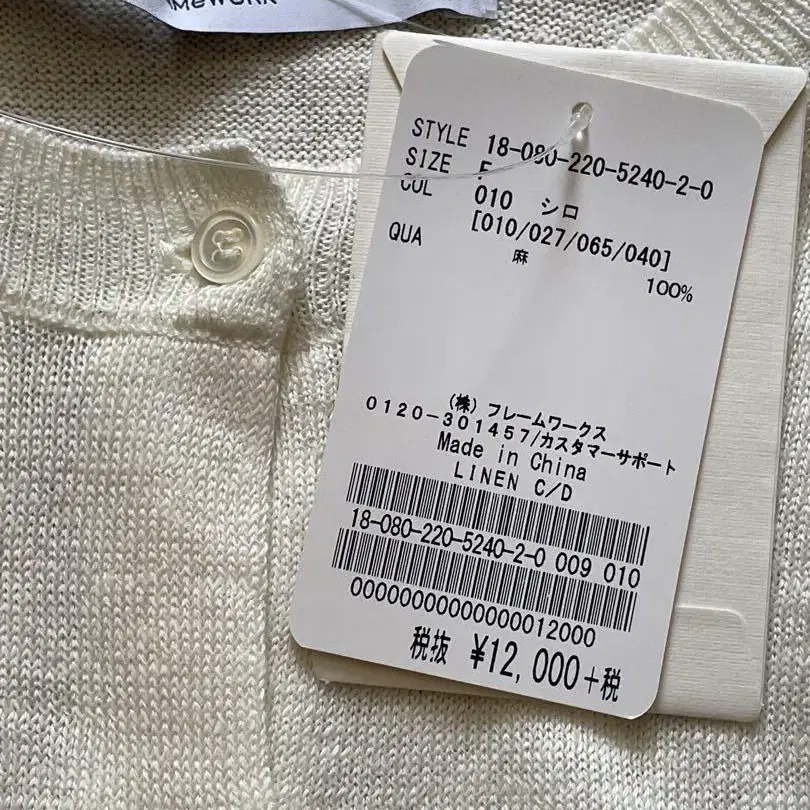 STYLE 18-080-220-5240-2-0
SIZE F
COL 010 シロ
[010/027/065/040]
QUA 麻
100%
(株) フレームワークス
0120-301457/カスタマーサポート
Made in China
LINEN C/D
18-080-220-5240-2-0 009 010
00000000000000012000
税抜 ¥12,000+税